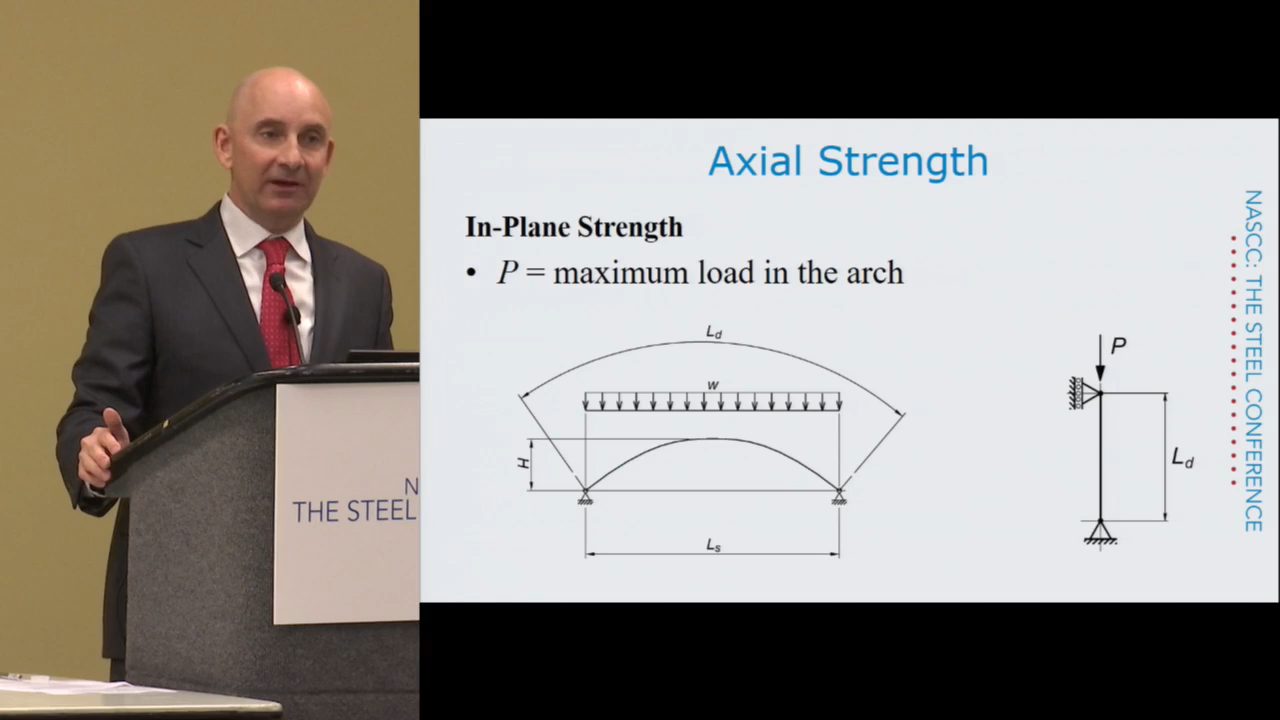 N
THE STEEL
Axial Strength
In-Plane Strength
• P = maximum load in the arch
L_d
w
H
L_s
P
L_d
NASCC: THE STEEL CONFERENCE